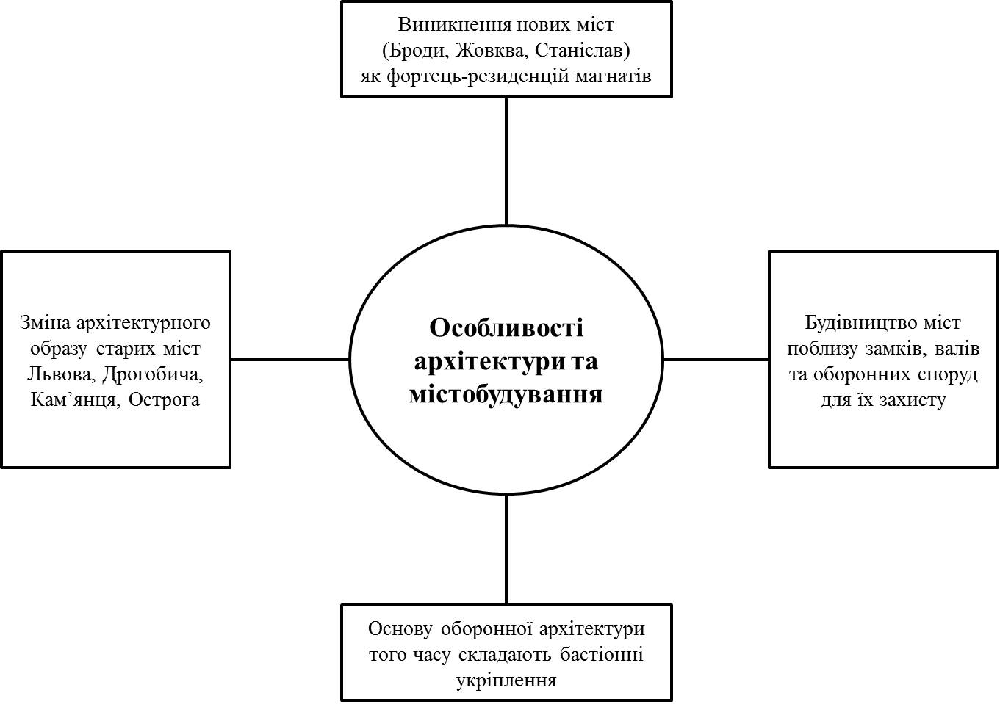 Виникнення нових міст
(Броди, Жовква, Станіслав)
як фортець-резиденцій магнатів
Зміна архітектурного
образу старих міст
Львова, Дрогобича,
Кам’янця, Острога
Особливості
архітектури та
містобудування
Будівництво міст
поблизу замків, валів
та оборонних споруд
для їх захисту
Основу оборонної архітектури
того часу складають бастіонні
укріплення